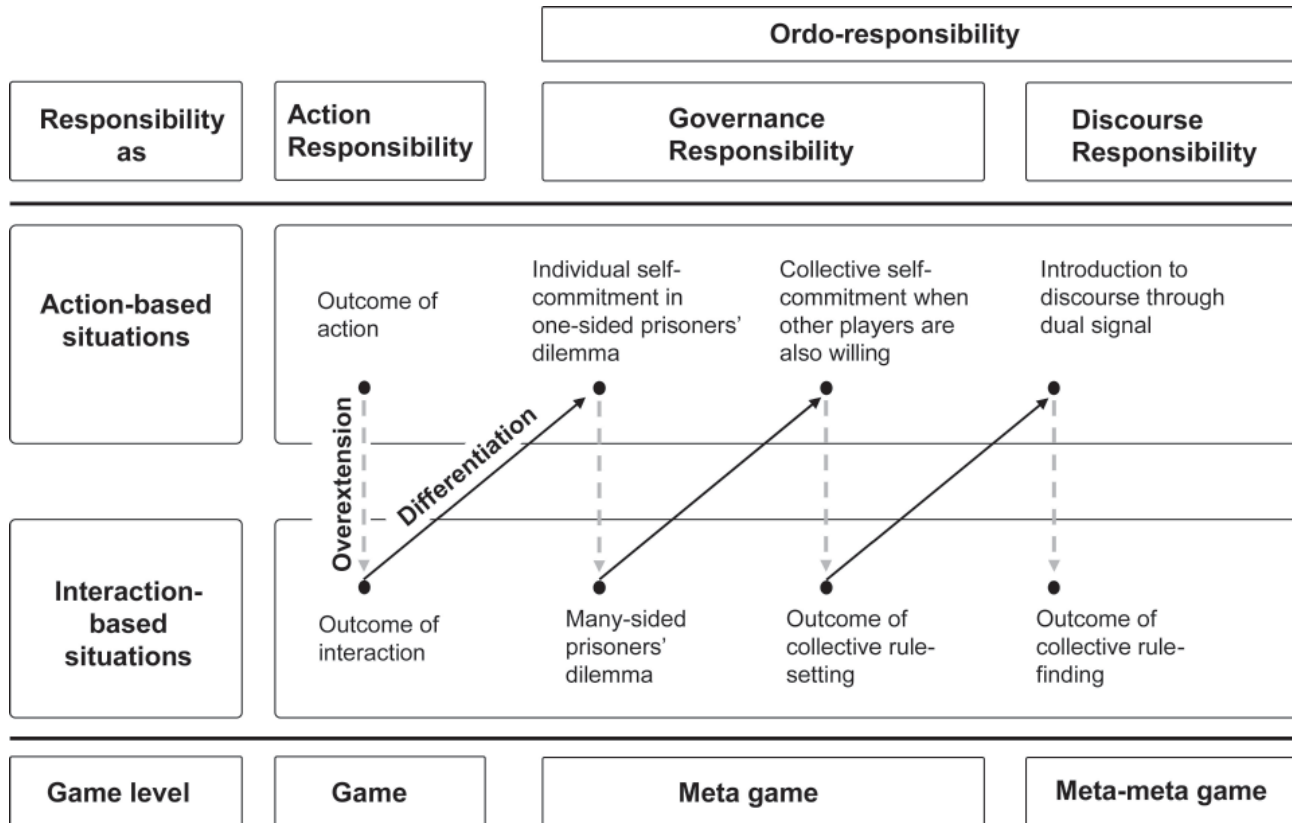 Ordo-responsibility
Responsibility
as
Action
Responsibility
Governance
Responsibility
Discourse
Responsibility
Action-based
situations
Outcome of
action
Individual self-
commitment in
one-sided prisoners'
dilemma
Collective self-
commitment when
other players are
also willing
Introduction to
discourse through
dual signal
Overextension
Differentiation
Interaction-
based
situations
Outcome of
interaction
Many-sided
prisoners'
dilemma
Outcome of
collective rule-
setting
Outcome of
collective rule-
finding
Game level
Game
Meta game
Meta-meta game